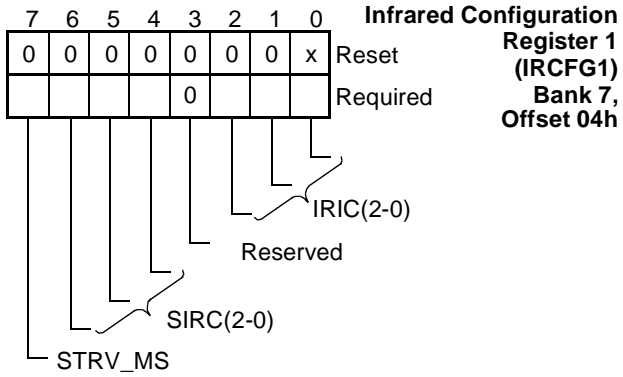 7 6 5 4 3 2 1 0
Infrared Configuration
Register 1
(IRCFG1)
Bank 7,
Offset 04h
0 0 0 0 0 0 0 x Reset
0 Required
IRIC(2-0)
Reserved
SIRC(2-0)
STRV_MS